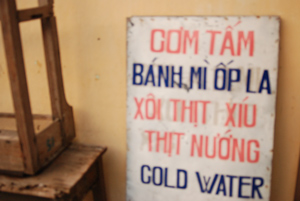 CƠM TẤM
BÁNH MÌ ỐP LA
XÔI THỊT XÍU
THỊT NƯỚNG
COLD WATER